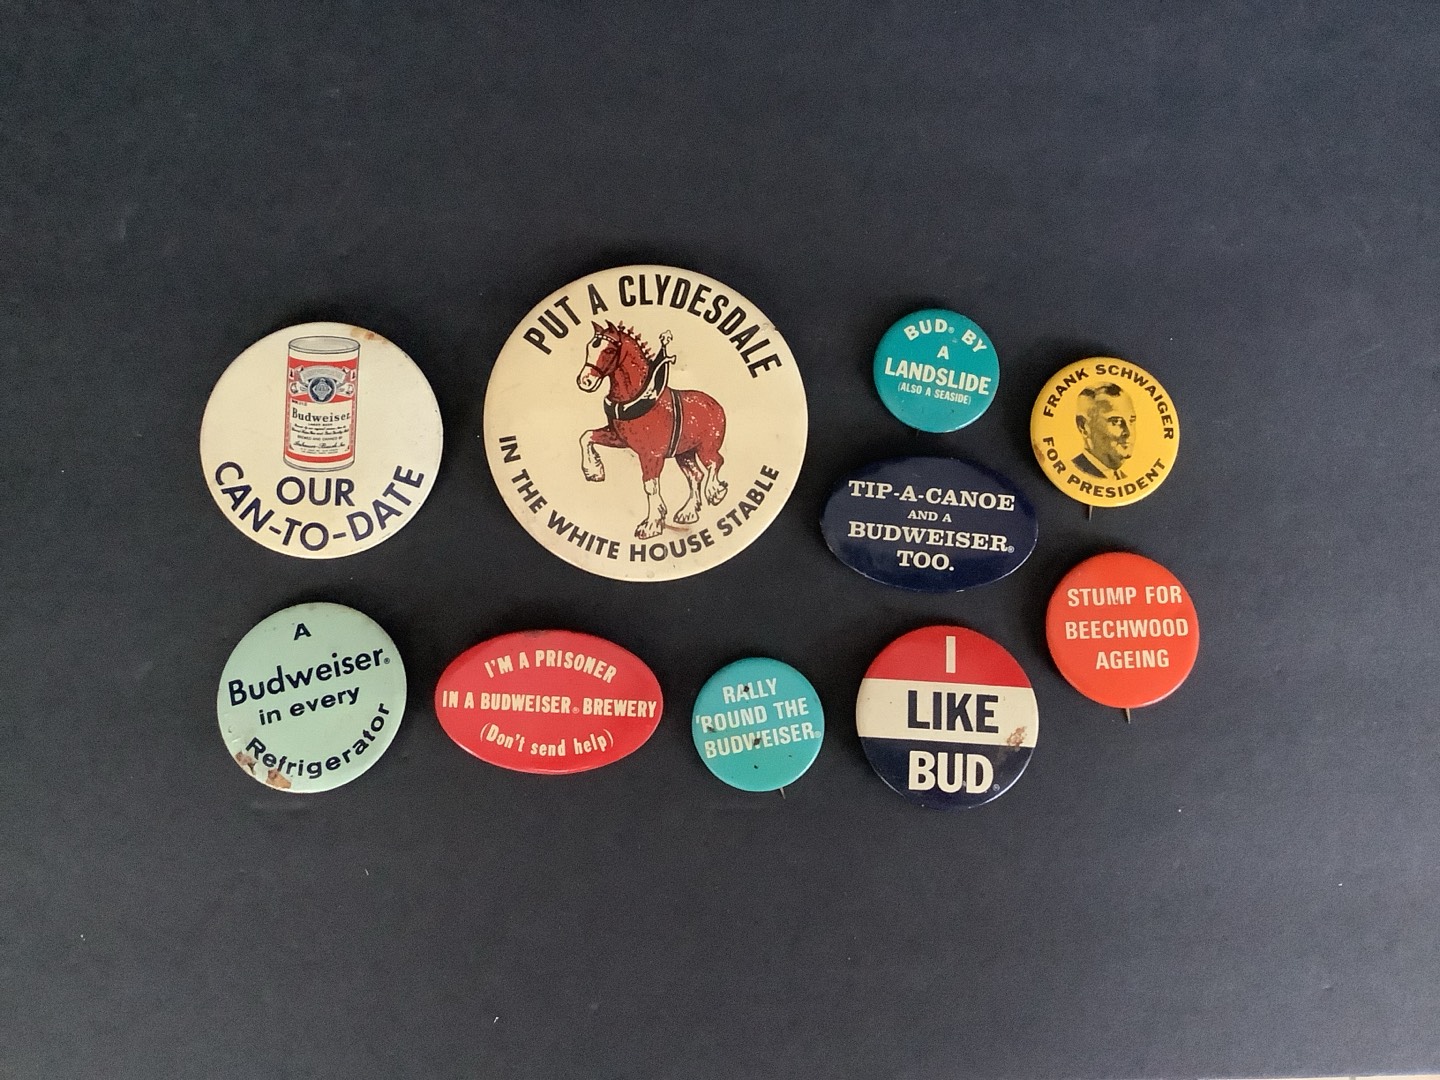 Budweiser
OUR
CAN-TO-DATE
PUT A CLYDESDALE
IN THE WHITE HOUSE STABLE
BUD® BY
A
LANDSLIDE
(ALSO A SEASIDE)
FRANK SCHWAIGER
FOR PRESIDENT
TIP-A-CANOE
AND A
BUDWEISER®
TOO.
STUMP FOR
BEECHWOOD
AGEING
A
Budweiser®
in every
Refrigerator
I'M A PRISONER
IN A BUDWEISER® BREWERY
(Don't send help)
RALLY
'ROUND THE
BUDWEISER®
I
LIKE
BUD®